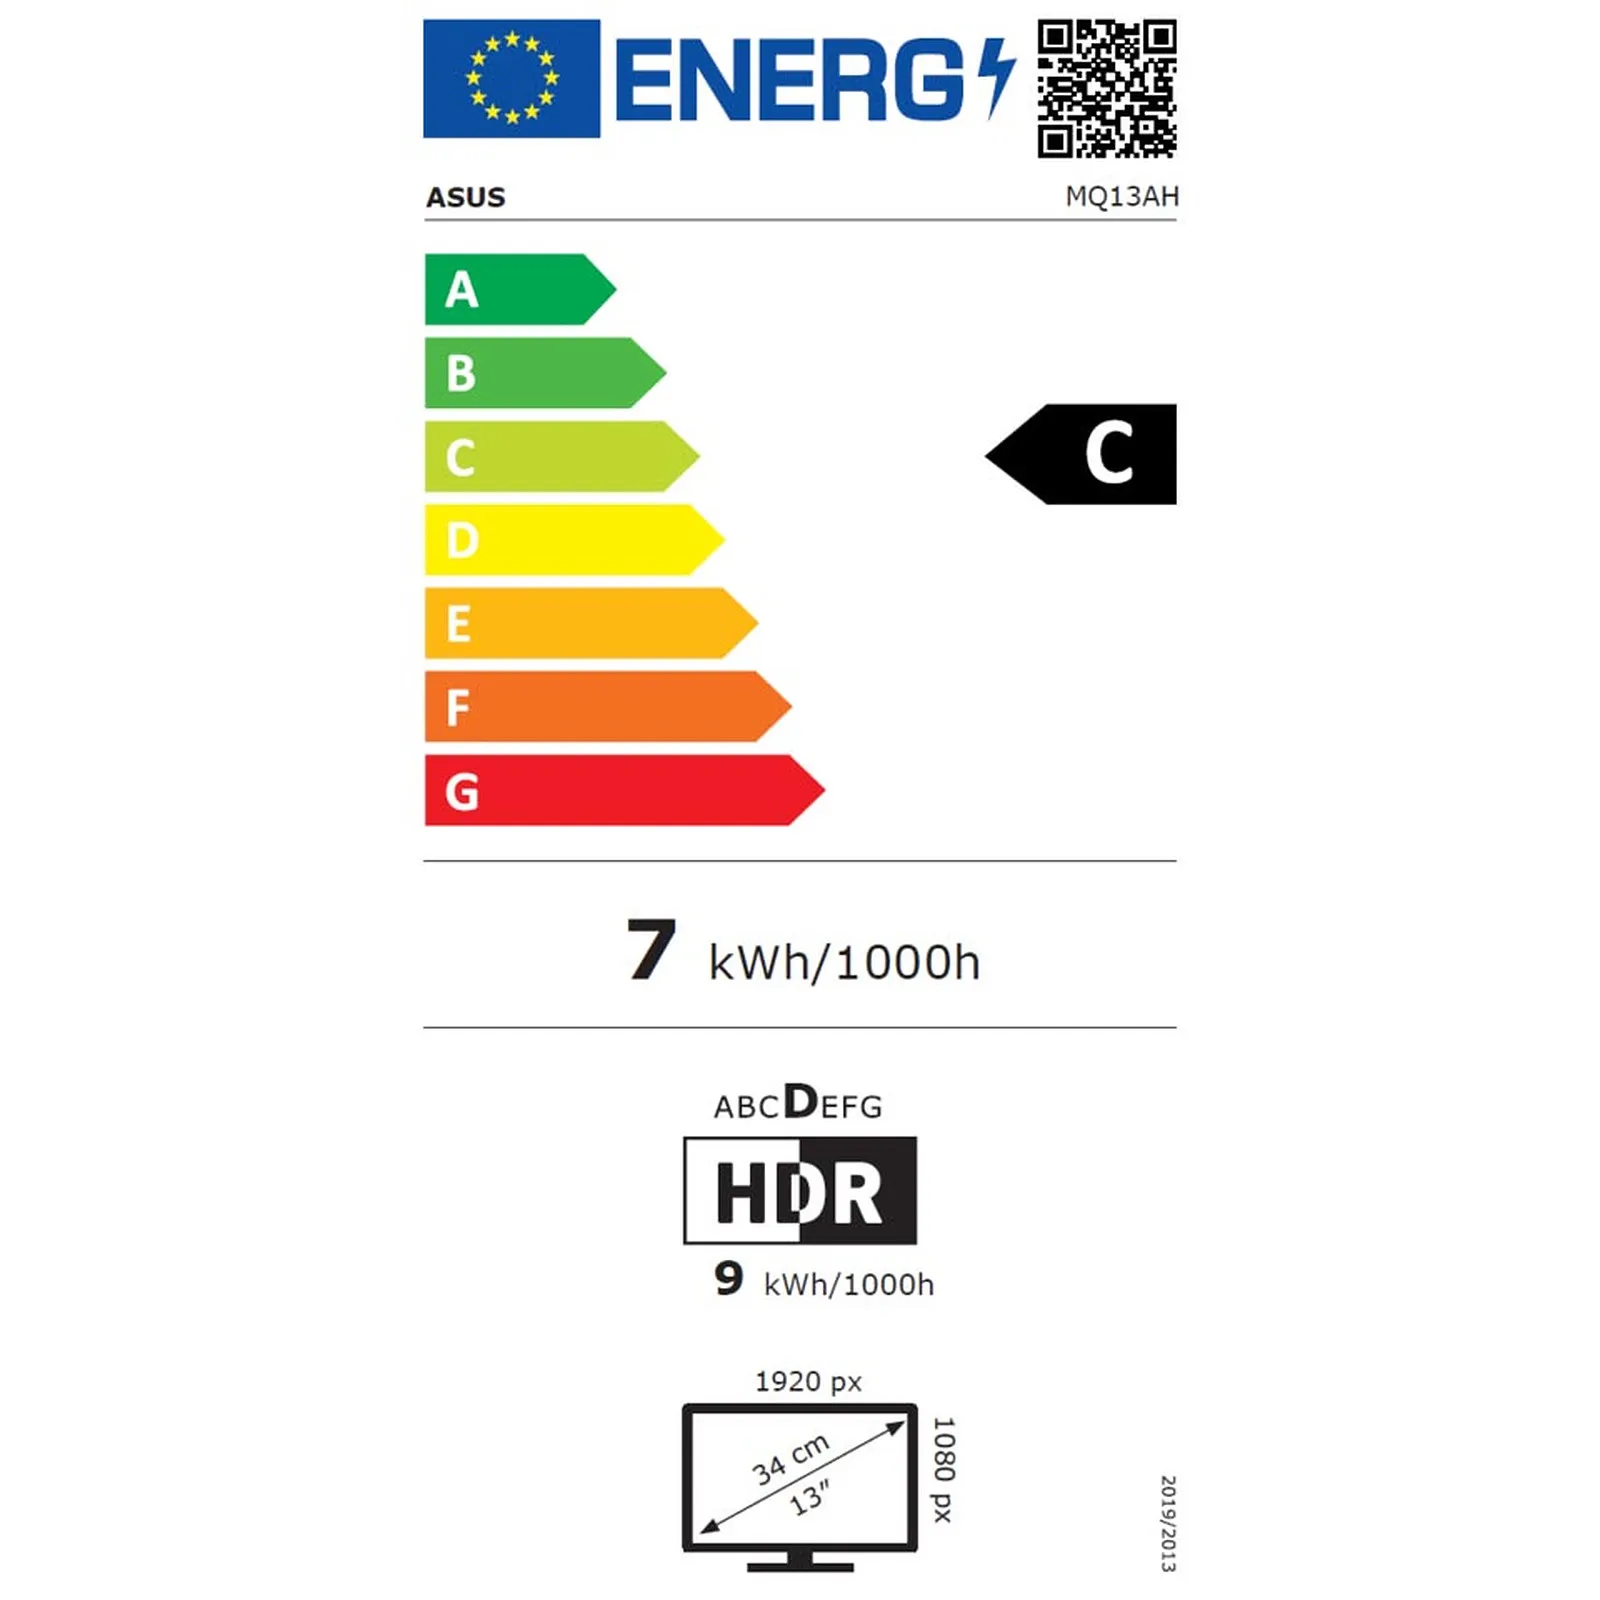 ENERG
ASUS
MQ13AH
A
B
C
C
D
E
F
G
7 kWh/1000h
ABCDEFG
HDR
9 kWh/1000h
1920 px
34 cm
13"
1080 px
2019/2013